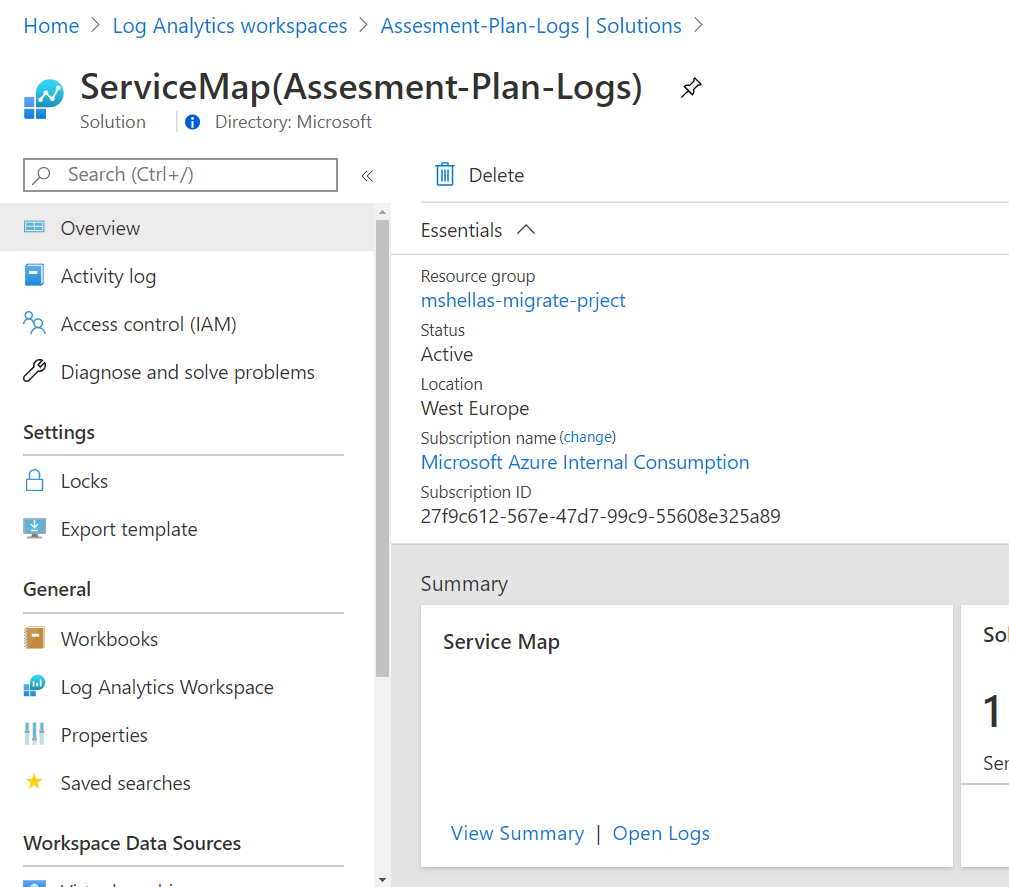 Home > Log Analytics workspaces > Assesment-Plan-Logs | Solutions >
ServiceMap(Assesment-Plan-Logs)
Solution
Directory: Microsoft
Search (Ctrl+/)
«
Delete
Overview
Activity log
Access control (IAM)
Diagnose and solve problems
Settings
Locks
Export template
General
Workbooks
Log Analytics Workspace
Properties
Saved searches
Workspace Data Sources
Essentials
Resource group
mshellas-migrate-prject
Status
Active
Location
West Europe
Subscription name (change)
Microsoft Azure Internal Consumption
Subscription ID
27f9c612-567e-47d7-99c9-55608e325a89
Summary
Service Map
View Summary | Open Logs
1